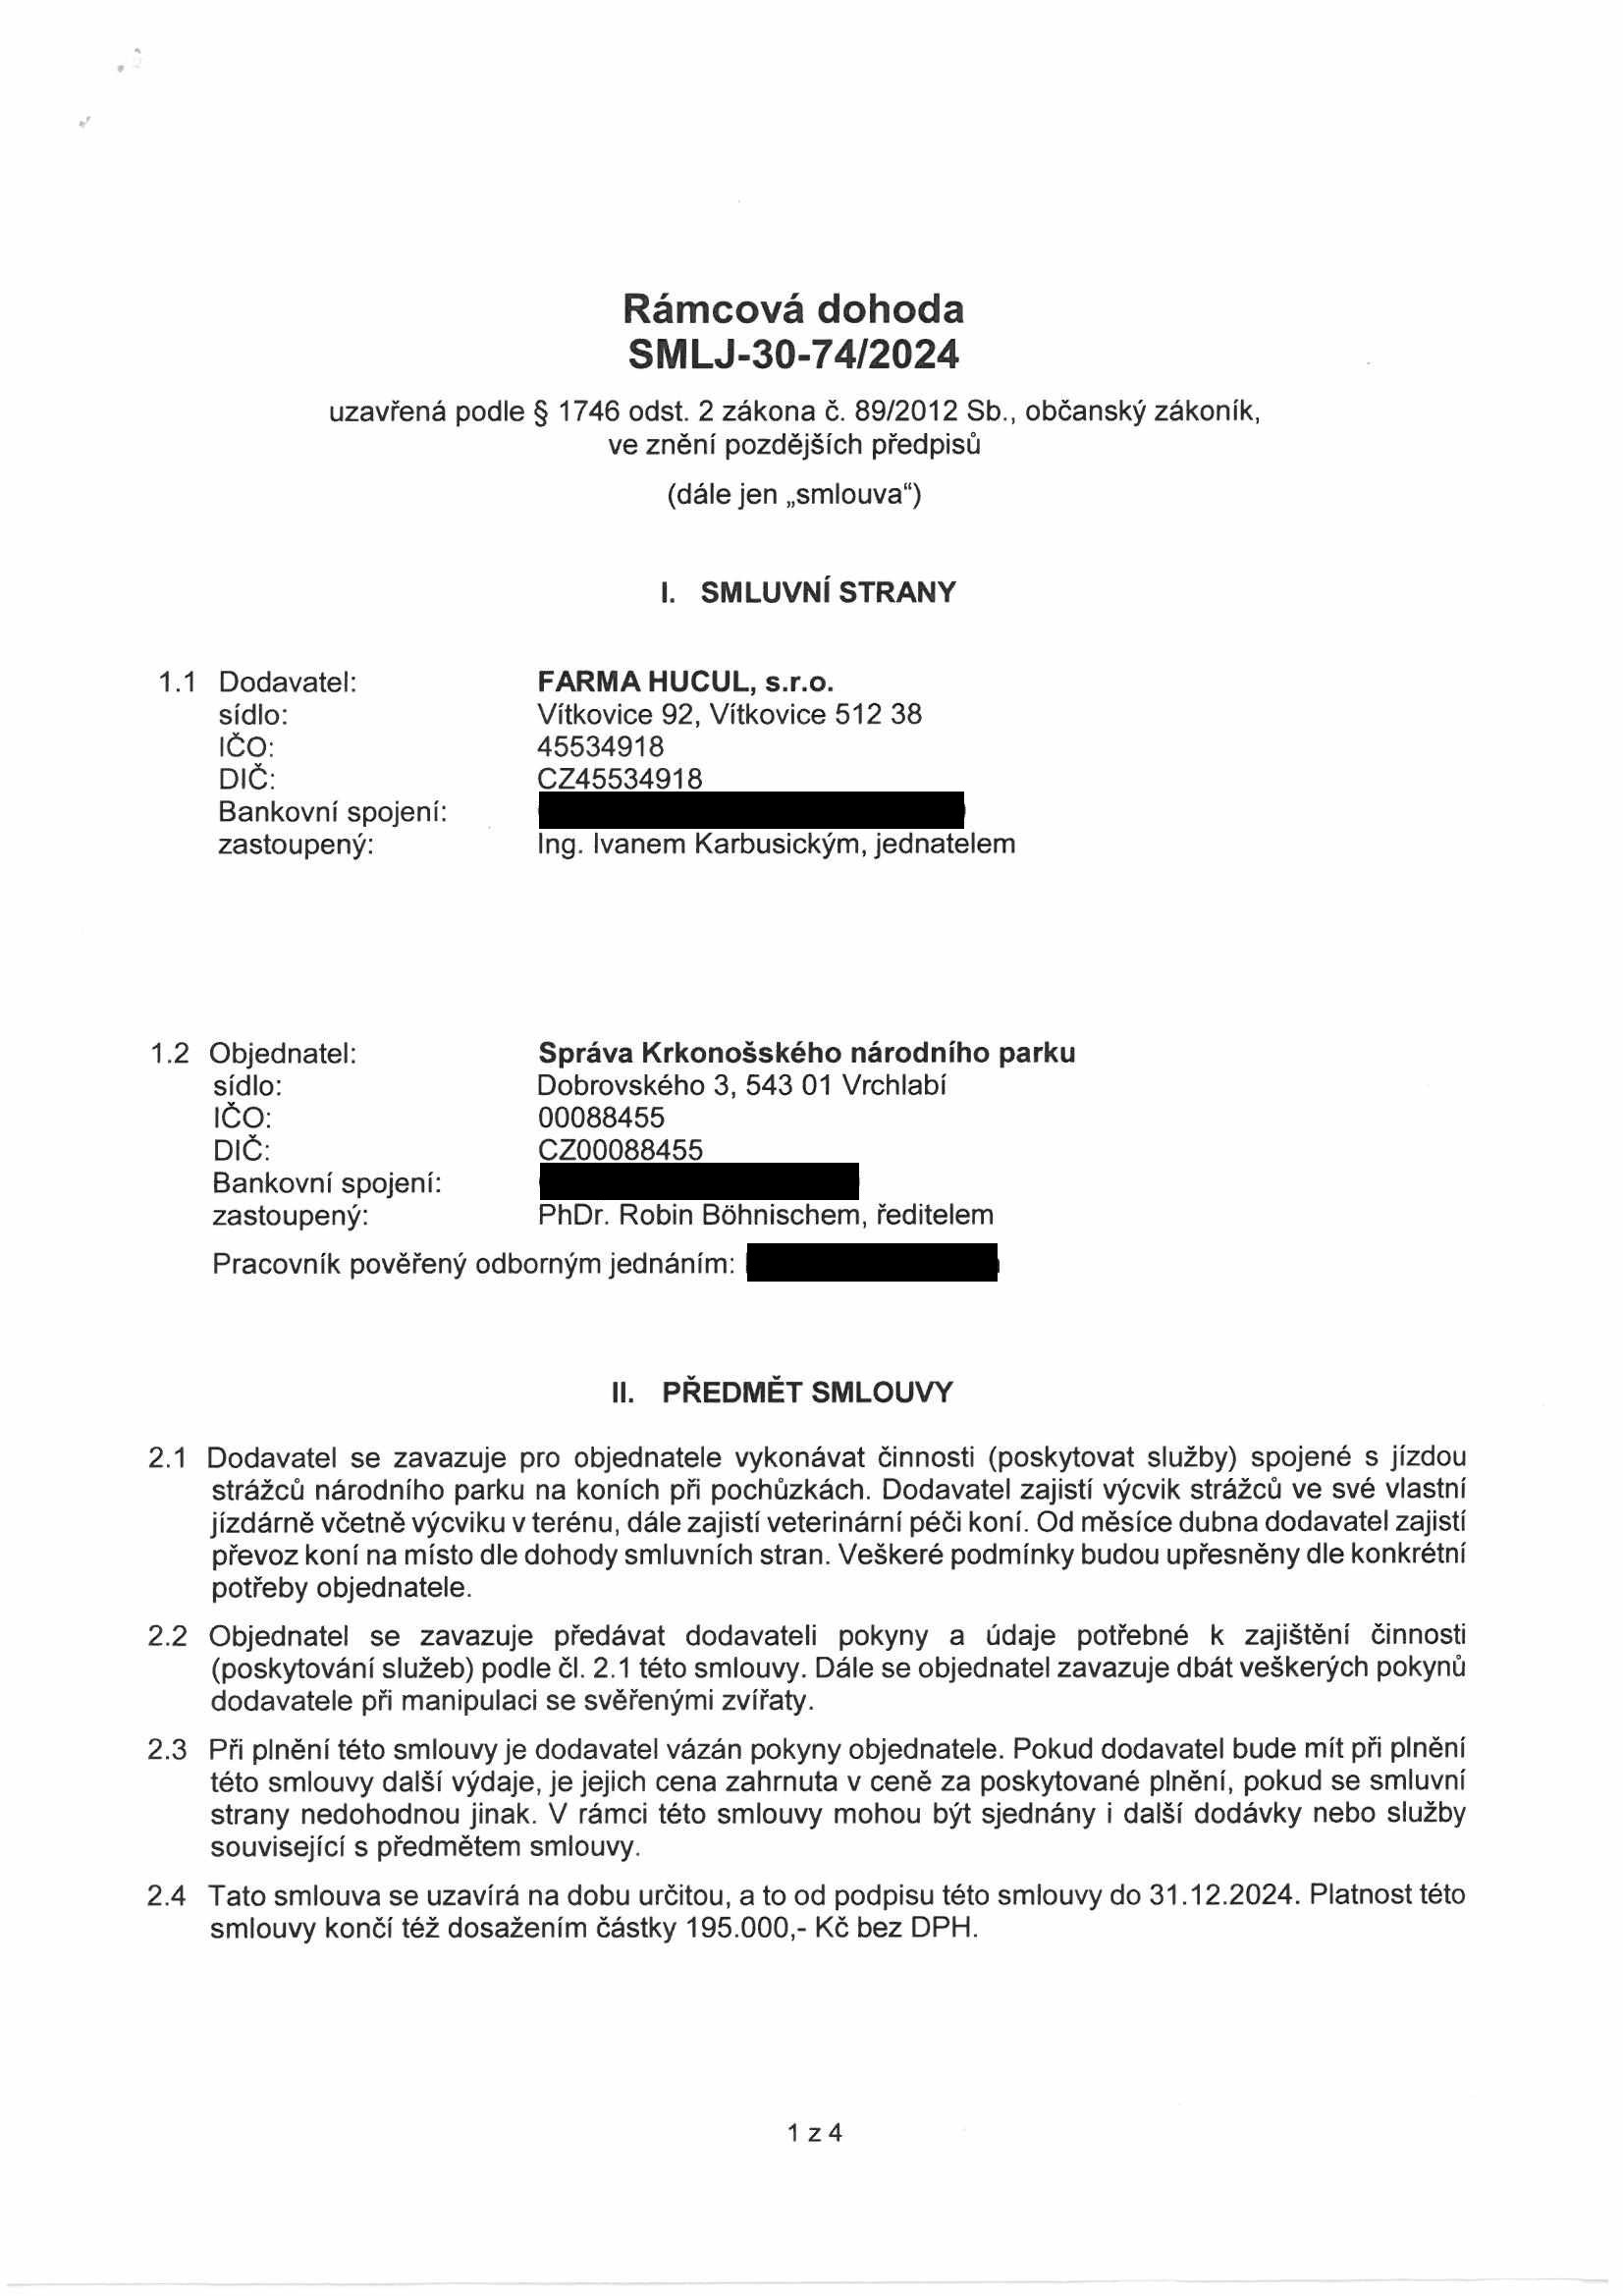 Rámcová dohoda
SMLJ-30-74/2024
uzavřená podle § 1746 odst. 2 zákona č. 89/2012 Sb., občanský zákoník,
ve znění pozdějších předpisů
(dále jen „smlouva“)
I. SMLUVNÍ STRANY
1.1 Dodavatel: FARMA HUCUL, s.r.o.
sídlo: Vítkovice 92, Vítkovice 512 38
IČO: 45534918
DIČ: CZ45534918
Bankovní spojení:
zastoupený: Ing. Ivanem Karbusickým, jednatelem
1.2 Objednatel: Správa Krkonošského národního parku
sídlo: Dobrovského 3, 543 01 Vrchlabí
IČO: 00088455
DIČ: CZ00088455
Bankovní spojení:
zastoupený: PhDr. Robin Böhnischem, ředitelem
Pracovník pověřený odborným jednáním:
II. PŘEDMĚT SMLOUVY
2.1 Dodavatel se zavazuje pro objednatele vykonávat činnosti (poskytovat služby) spojené s jízdou
strážců národního parku na koních při pochůzkách. Dodavatel zajistí výcvik strážců ve své vlastní
jízdárně včetně výcviku v terénu, dále zajistí veterinární péči koní. Od měsíce dubna dodavatel zajistí
převoz koní na místo dle dohody smluvních stran. Veškeré podmínky budou upřesněny dle konkrétní
potřeby objednatele.
2.2 Objednatel se zavazuje předávat dodavateli pokyny a údaje potřebné k zajištění činnosti
(poskytování služeb) podle čl. 2.1 této smlouvy. Dále se objednatel zavazuje dbát veškerých pokynů
dodavatele při manipulaci se svěřenými zvířaty.
2.3 Při plnění této smlouvy je dodavatel vázán pokyny objednatele. Pokud dodavatel bude mít při plnění
této smlouvy další výdaje, je jejich cena zahrnuta v ceně za poskytované plnění, pokud se smluvní
strany nedohodnou jinak. V rámci této smlouvy mohou být sjednány i další dodávky nebo služby
související s předmětem smlouvy.
2.4 Tato smlouva se uzavírá na dobu určitou, a to od podpisu této smlouvy do 31.12.2024. Platnost této
smlouvy končí též dosažením částky 195.000,- Kč bez DPH.
1 z 4